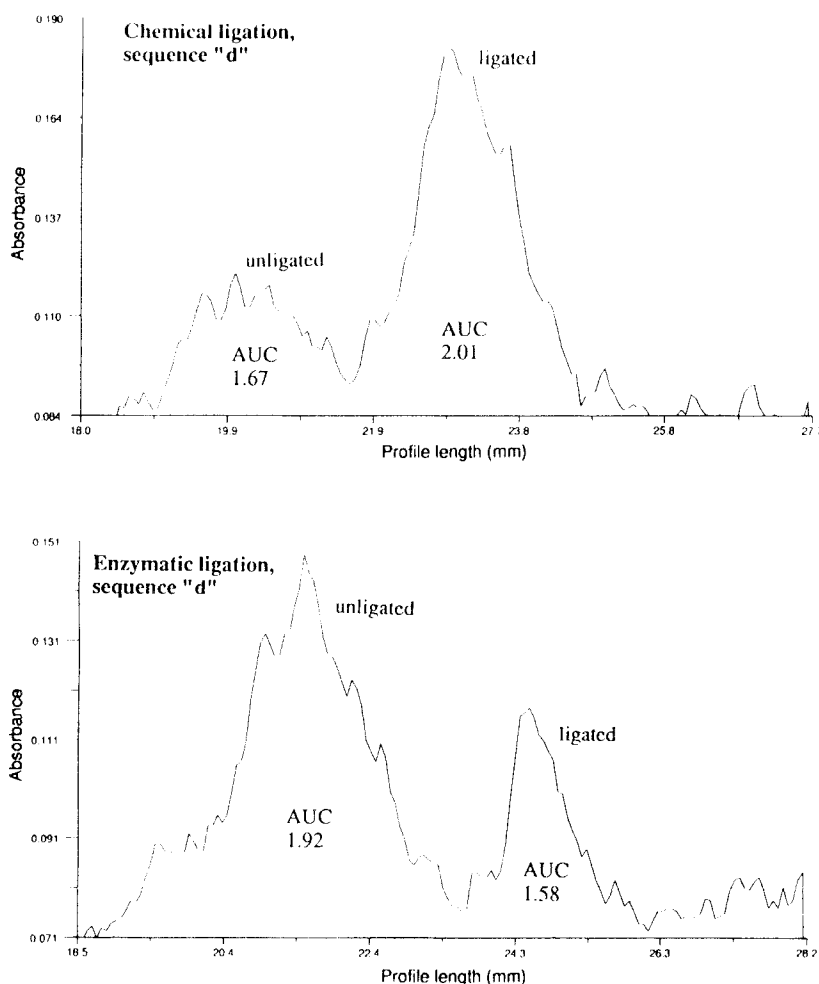 Chemical ligation,
sequence "d"
ligated
unligated
AUC
1.67
AUC
2.01
Absorbance
0.190
0.164
0.137
0.110
0.084
18.0 19.9 21.9 23.8 25.8
Profile length (mm)
Enzymatic ligation,
sequence "d"
unligated
ligated
AUC
1.92
AUC
1.58
Absorbance
0.151
0.131
0.111
0.091
0.071
18.5 20.4 22.4 24.3 26.3 28.2
Profile length (mm)